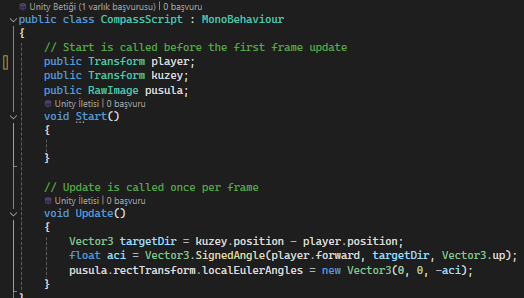 Unity Betiği (1 varlık başvurusu) | 0 başvuru
public class CompassScript : MonoBehaviour
{
// Start is called before the first frame update
public Transform player;
public Transform kuzey;
public RawImage pusula;
Unity İletisi | 0 başvuru
void Start()
{
}
// Update is called once per frame
Unity İletisi | 0 başvuru
void Update()
{
Vector3 targetDir = kuzey.position - player.position;
float aci = Vector3.SignedAngle(player.forward, targetDir, Vector3.up);
pusula.rectTransform.localEulerAngles = new Vector3(0, 0, -aci);
}
}